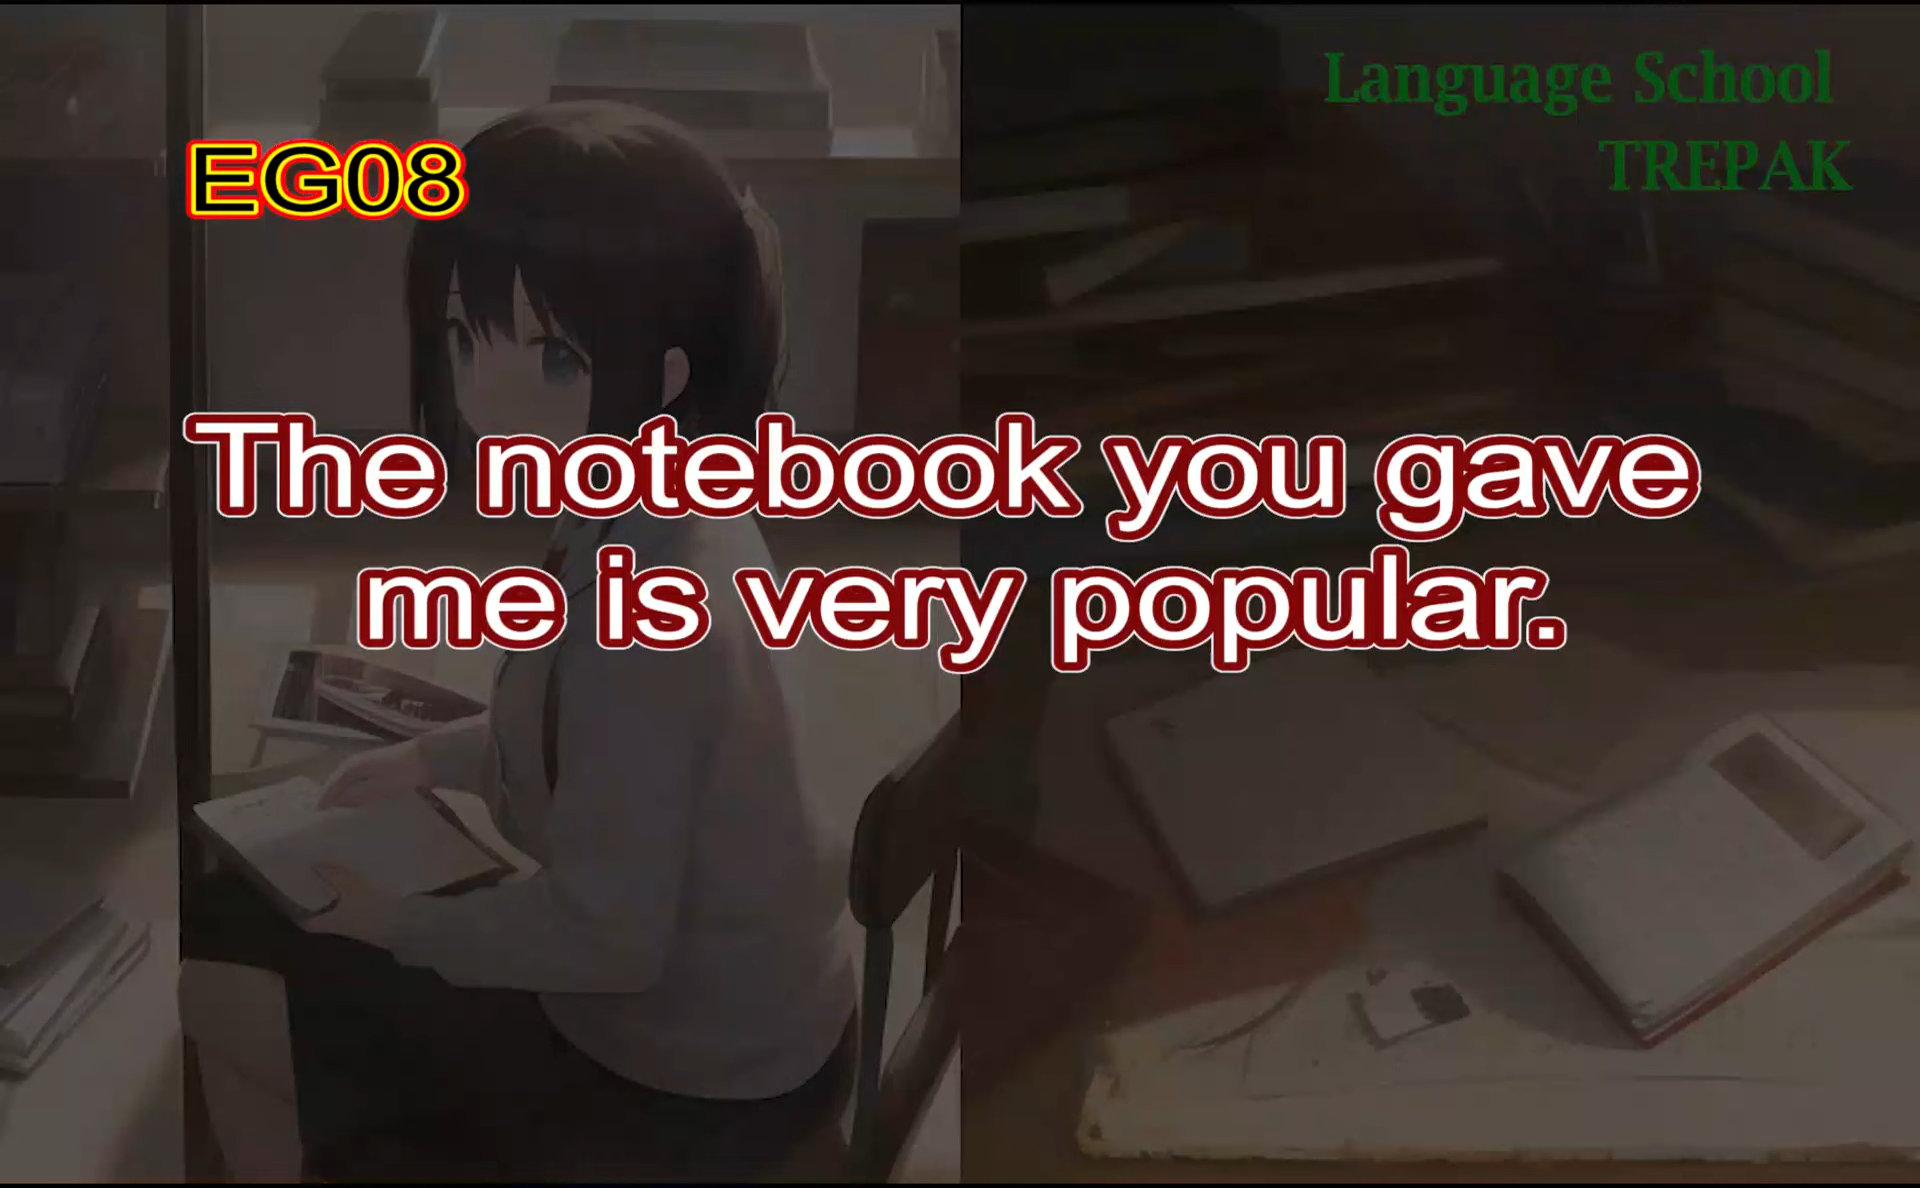 Language School
TREPAK
EG08
The notebook you gave
me is very popular.